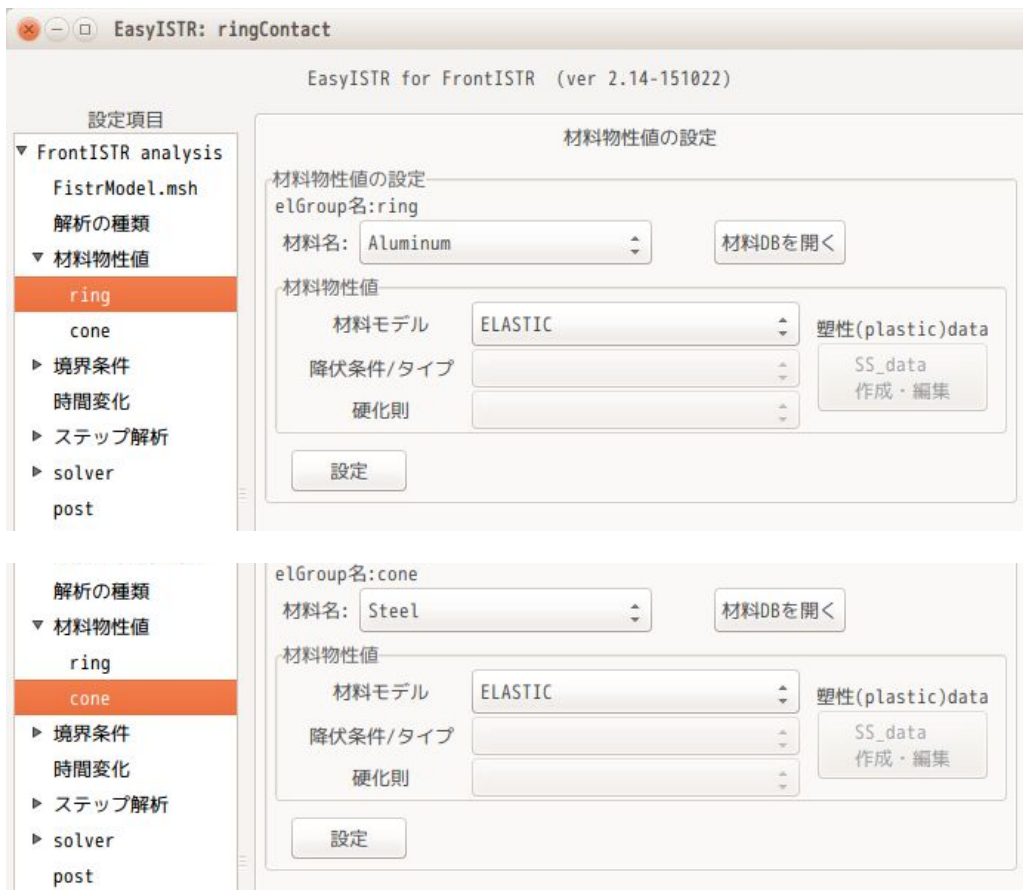 EasyISTR: ringContact
EasyISTR for FrontISTR (ver 2.14-151022)
設定項目
FrontISTR analysis
FistrModel.msh
解析の種類
材料物性値
ring
cone
境界条件
時間変化
ステップ解析
solver
post
材料物性値の設定
材料物性値の設定
elGroup名:ring
材料名: Aluminum
材料DBを開く
材料物性値
材料モデル ELASTIC
塑性(plastic)data
降伏条件/タイプ
SS_data
作成・編集
硬化則
設定
解析の種類
材料物性値
ring
cone
境界条件
時間変化
ステップ解析
solver
post
elGroup名:cone
材料名: Steel
材料DBを開く
材料物性値
材料モデル ELASTIC
塑性(plastic)data
降伏条件/タイプ
SS_data
作成・編集
硬化則
設定